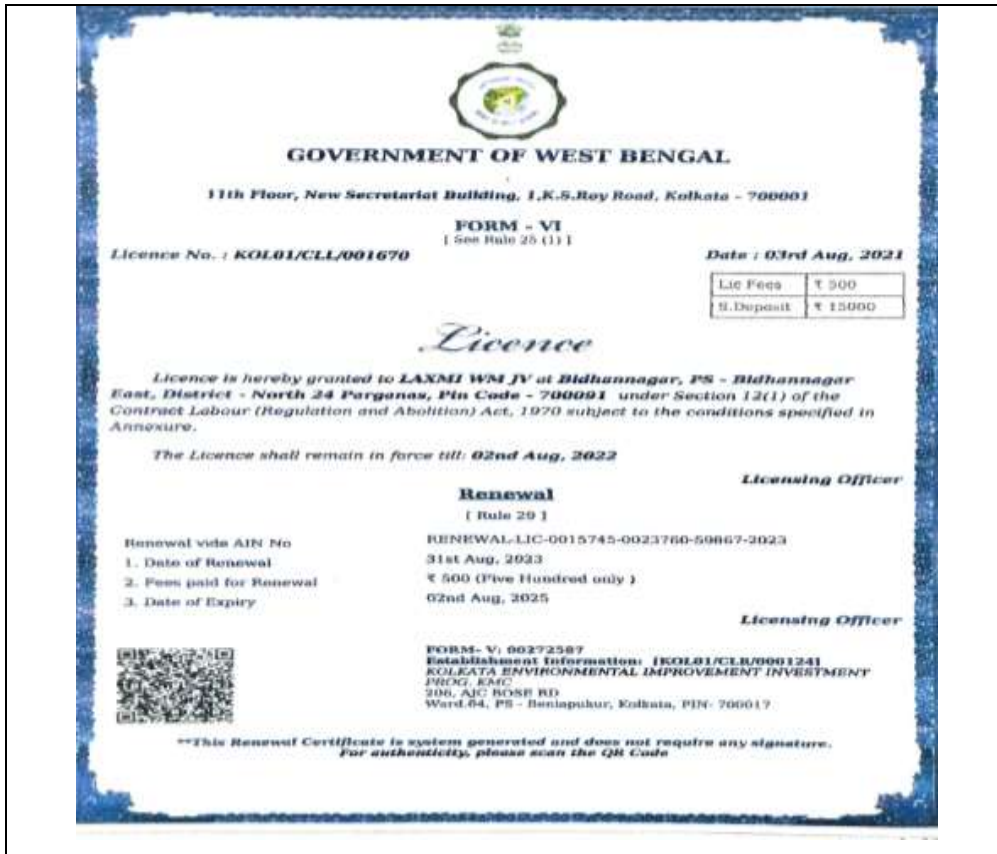 GOVERNMENT OF WEST BENGAL
11th Floor, New Secretariat Building, 1,K.S.Roy Road, Kolkata - 700001
FORM - VI
[ See Rule 25 (1) ]
Licence No. : KOL01/CLL/001670
Date : 03rd Aug, 2021
Lic Fees ₹ 500
S.Deposit ₹ 15000
Licence
Licence is hereby granted to LAXMI WM JV at Bidhannagar, PS - Bidhannagar
East, District - North 24 Parganas, Pin Code - 700091 under Section 12(1) of the
Contract Labour (Regulation and Abolition) Act, 1970 subject to the conditions specified in
Annexure.
The Licence shall remain in force till: 02nd Aug, 2022
Licensing Officer
Renewal
[ Rule 29 ]
Renewal vide AIN No RENEWAL-LIC-0015745-0023760-59867-2023
1. Date of Renewal 31st Aug, 2023
2. Fees paid for Renewal ₹ 500 (Five Hundred only )
3. Date of Expiry 02nd Aug, 2025
Licensing Officer
FORM- V: 00272587
Establishment Information: [KOL01/CLR/000124]
KOLKATA ENVIRONMENTAL IMPROVEMENT INVESTMENT
PROG. KMC
206, AJC BOSE RD
Ward.64, PS - Beniapukur, Kolkata, PIN- 700017
**This Renewal Certificate is system generated and does not require any signature.
For authenticity, please scan the QR Code